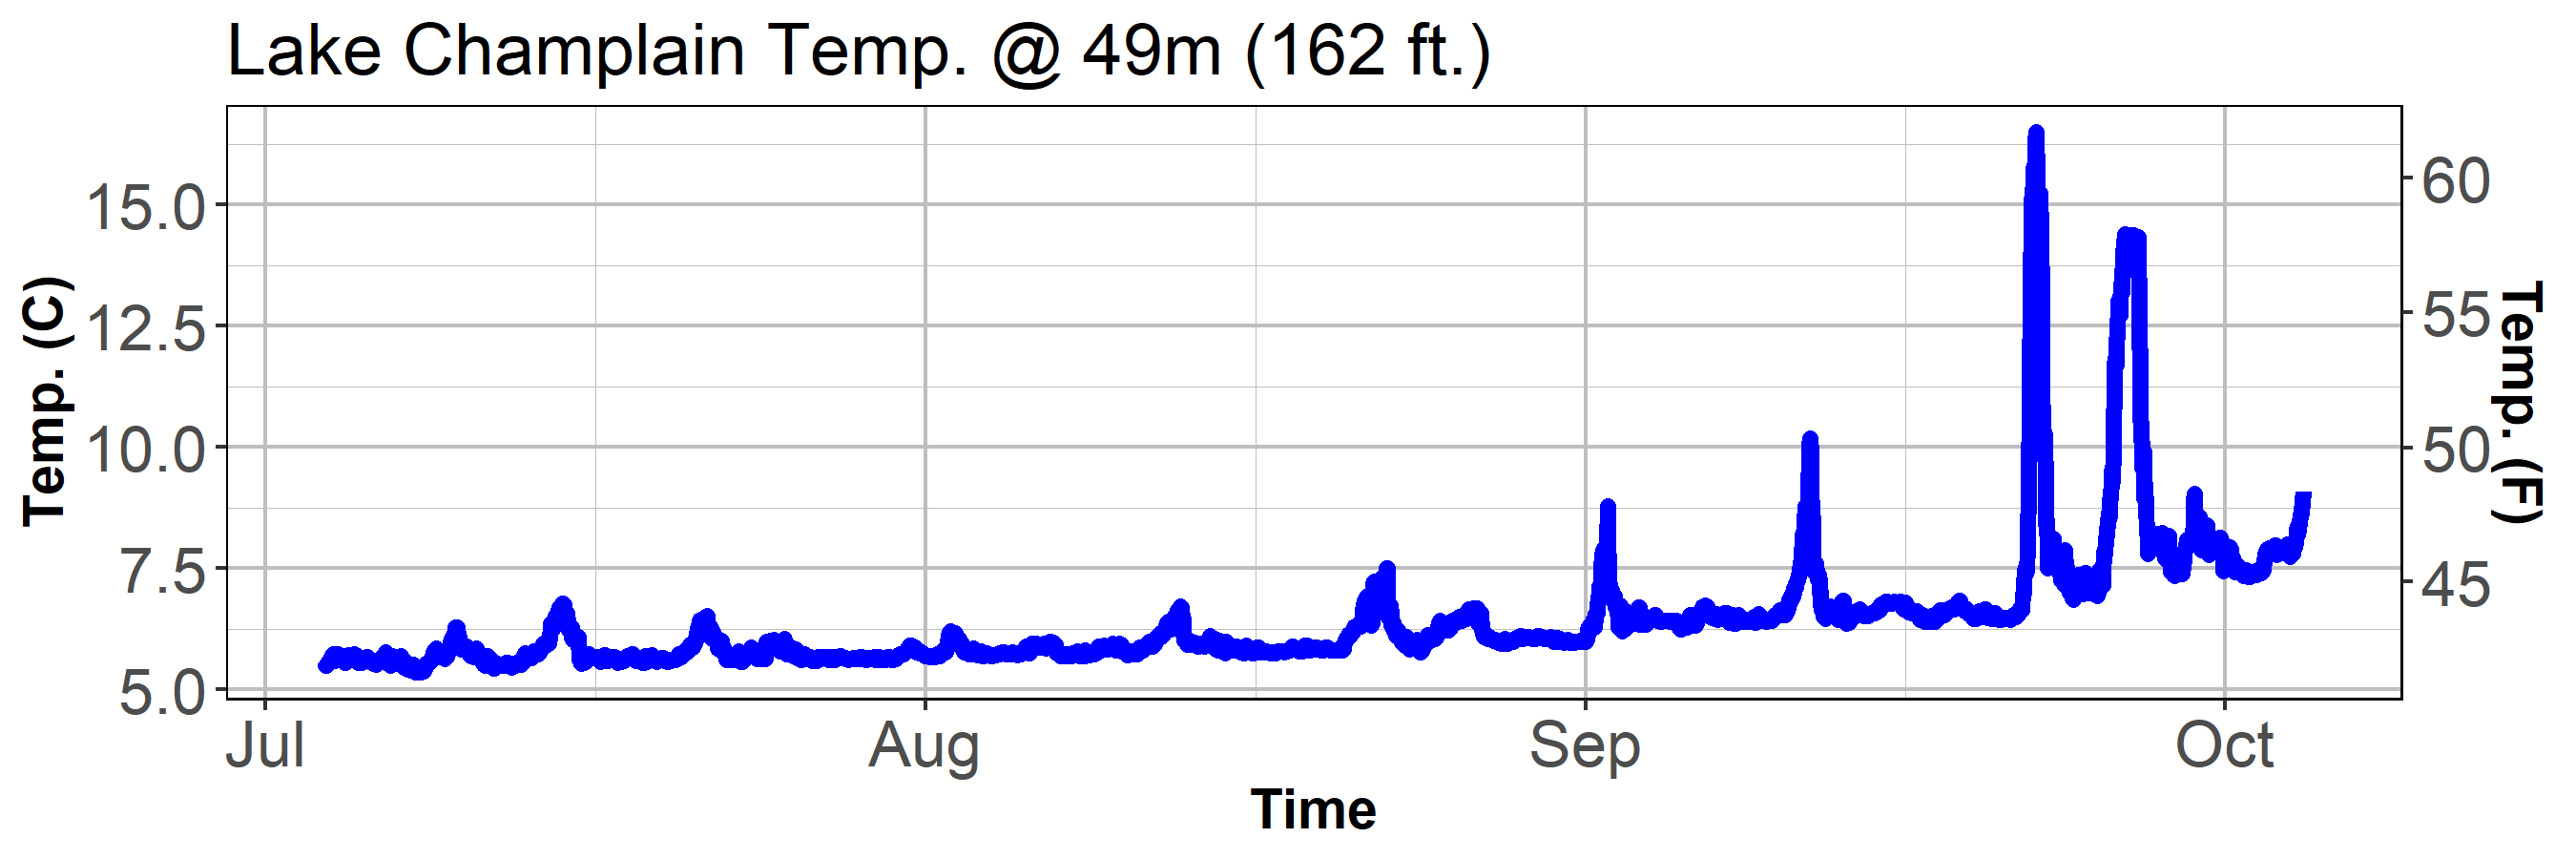 Lake Champlain Temp. @ 49m (162 ft.)
Temp. (C)
15.0
12.5
10.0
7.5
5.0
60
55
50
45
Temp. (F)
Jul Aug Sep Oct
Time